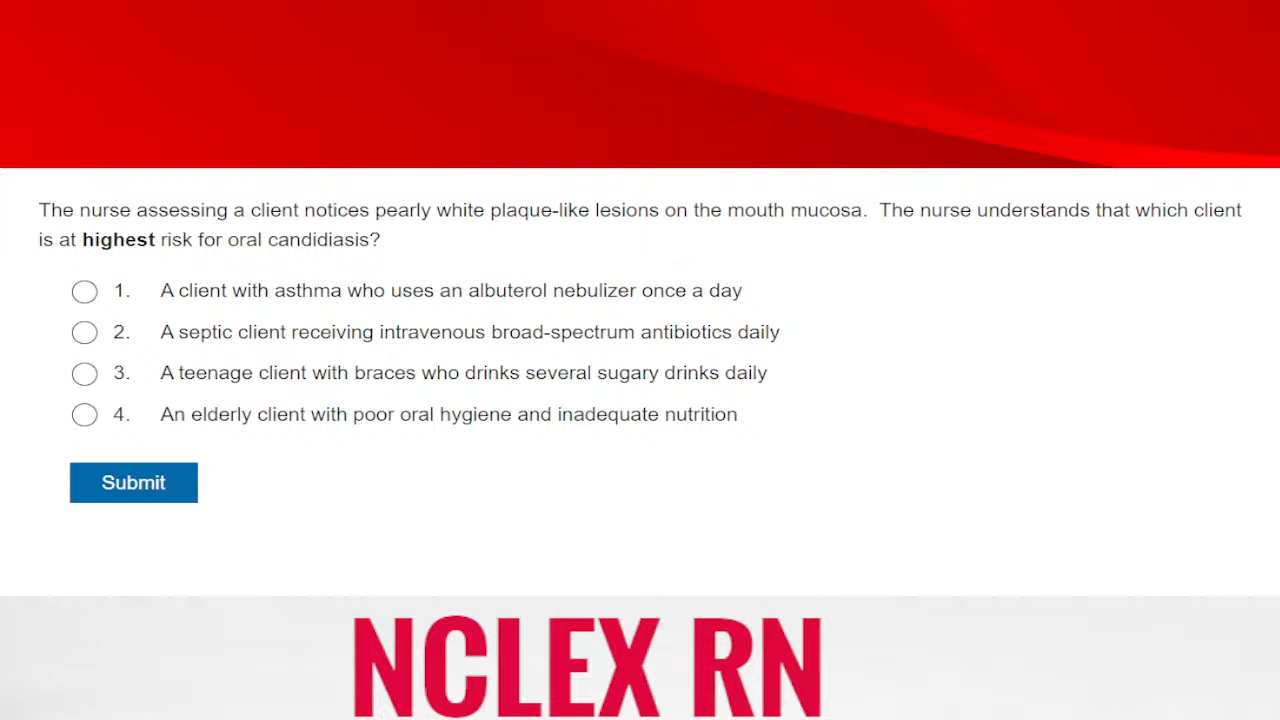 The nurse assessing a client notices pearly white plaque-like lesions on the mouth mucosa.  The nurse understands that which client
is at highest risk for oral candidiasis?
1. A client with asthma who uses an albuterol nebulizer once a day
2. A septic client receiving intravenous broad-spectrum antibiotics daily
3. A teenage client with braces who drinks several sugary drinks daily
4. An elderly client with poor oral hygiene and inadequate nutrition
Submit
NCLEX RN